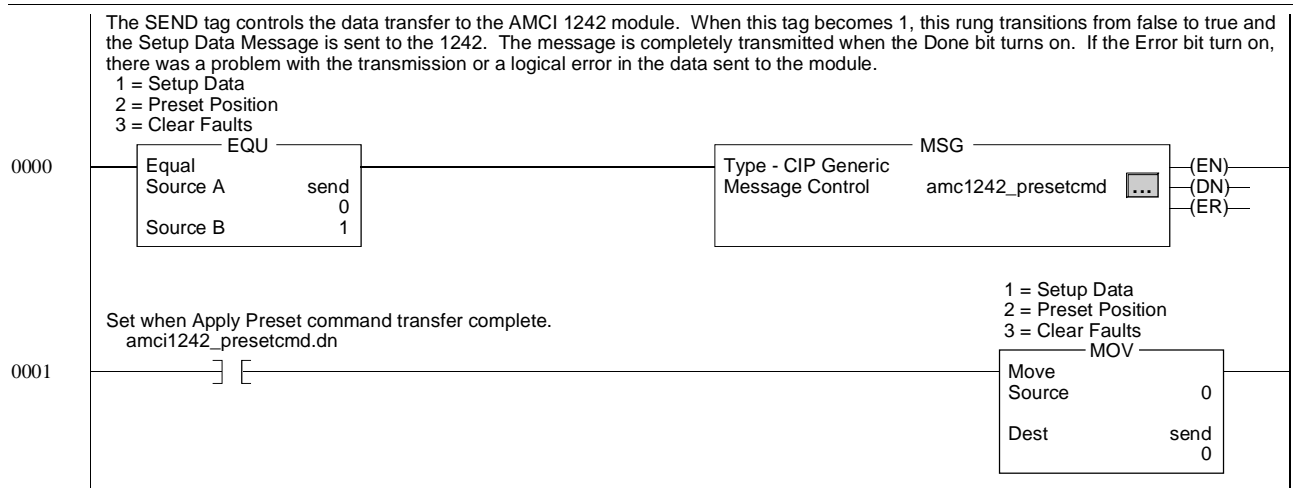 The SEND tag controls the data transfer to the AMCI 1242 module. When this tag becomes 1, this rung transitions from false to true and
the Setup Data Message is sent to the 1242. The message is completely transmitted when the Done bit turns on. If the Error bit turn on,
there was a problem with the transmission or a logical error in the data sent to the module.
1 = Setup Data
2 = Preset Position
3 = Clear Faults
0000
EQU
Equal
Source A send
0
Source B 1
MSG
Type - CIP Generic
Message Control amc1242_presetcmd ...
(EN)
(DN)
(ER)
Set when Apply Preset command transfer complete.
amci1242_presetcmd.dn
0001
1 = Setup Data
2 = Preset Position
3 = Clear Faults
MOV
Move
Source 0
Dest send
0